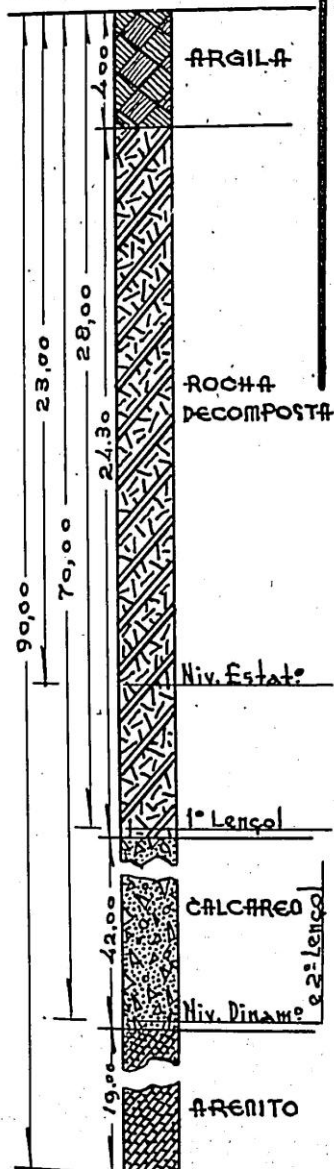 ARGILA
4,00
ROCHA
DECOMPOSTA
28,00
23,00
24,30
70,00
90,00
Niv. Estatº
1º Lençol
CALCAREO
42,00
e 2º Lençol
Niv. Dinamº
19,00
ARENITO